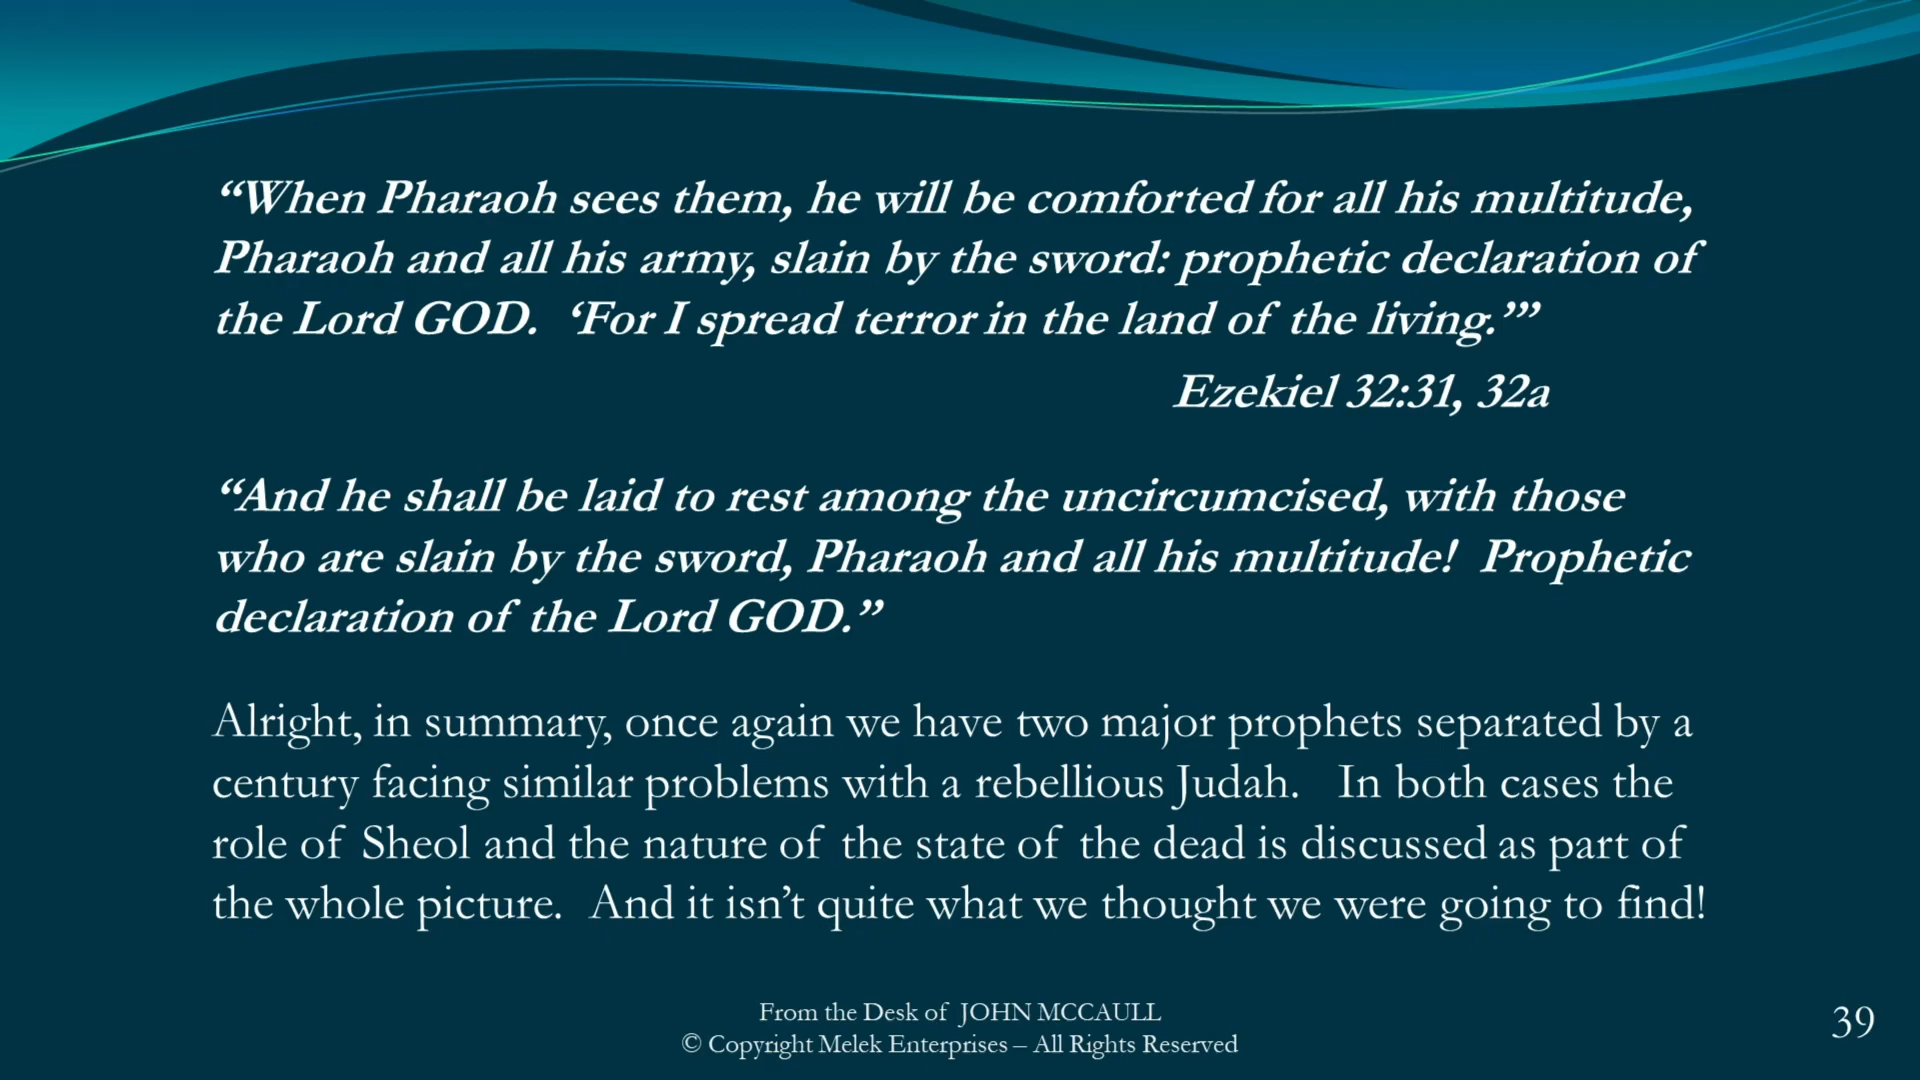 “When Pharaoh sees them, he will be comforted for all his multitude,
Pharaoh and all his army, slain by the sword: prophetic declaration of
the Lord GOD.  ‘For I spread terror in the land of the living.’”
Ezekiel 32:31, 32a
“And he shall be laid to rest among the uncircumcised, with those
who are slain by the sword, Pharaoh and all his multitude!  Prophetic
declaration of the Lord GOD.”
Alright, in summary, once again we have two major prophets separated by a
century facing similar problems with a rebellious Judah.   In both cases the
role of Sheol and the nature of the state of the dead is discussed as part of
the whole picture.  And it isn’t quite what we thought we were going to find!
From the Desk of JOHN MCCAULL
© Copyright Melek Enterprises – All Rights Reserved
39